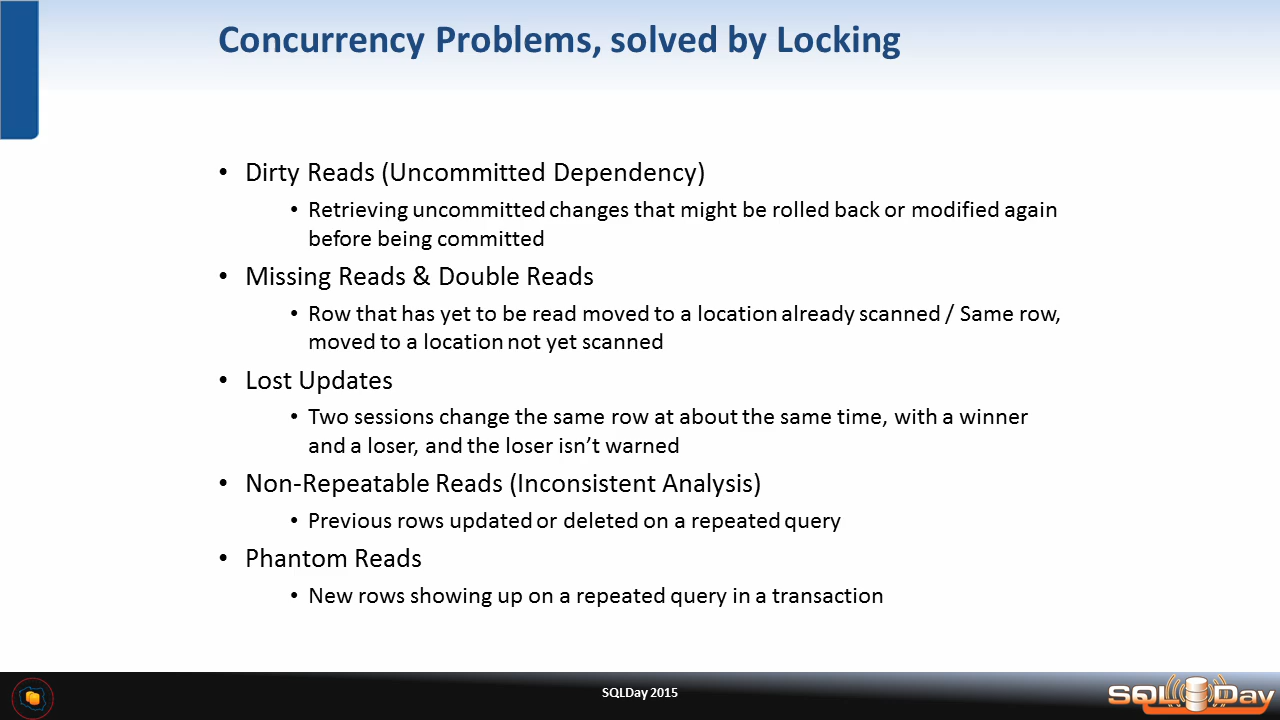 Concurrency Problems, solved by Locking
• Dirty Reads (Uncommitted Dependency)
• Retrieving uncommitted changes that might be rolled back or modified again
before being committed
• Missing Reads & Double Reads
• Row that has yet to be read moved to a location already scanned / Same row,
moved to a location not yet scanned
• Lost Updates
• Two sessions change the same row at about the same time, with a winner
and a loser, and the loser isn’t warned
• Non-Repeatable Reads (Inconsistent Analysis)
• Previous rows updated or deleted on a repeated query
• Phantom Reads
• New rows showing up on a repeated query in a transaction
SQLDay 2015
SQL Day